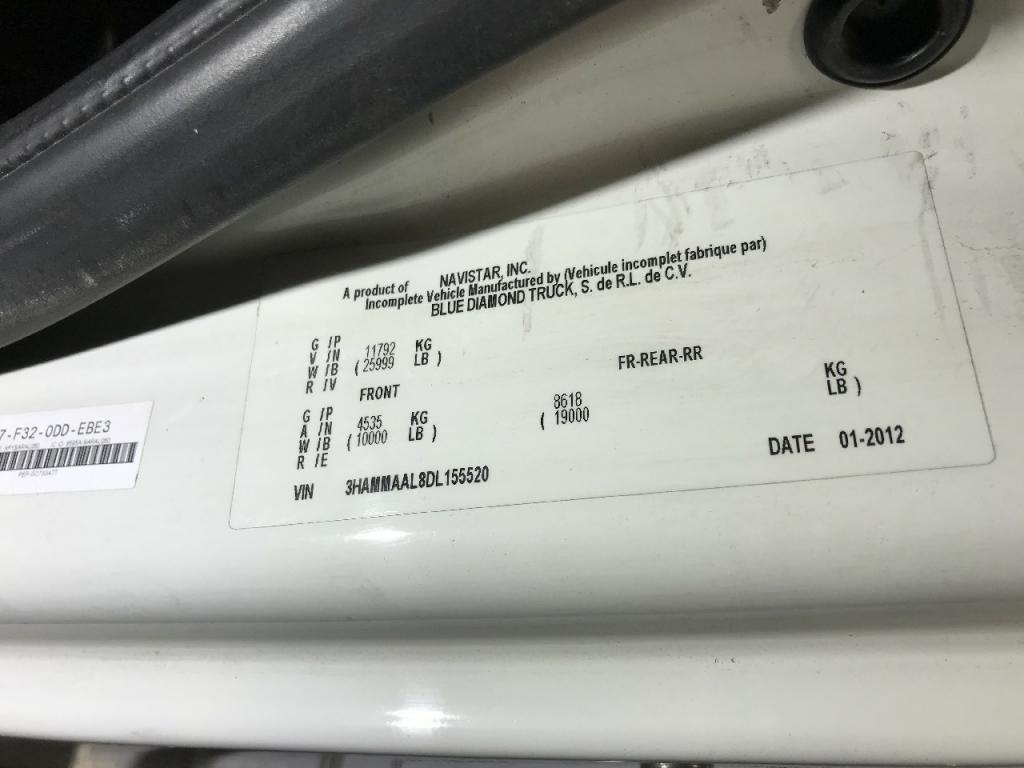 NAVISTAR, INC.
A product of
Incomplete Vehicle Manufactured by (Vehicule incomplet fabrique par)
BLUE DIAMOND TRUCK, S. de R.L. de C.V.
G /P
V /N 11792 KG
W /B ( 25999 LB )
R /V
FRONT
FR-REAR-RR
G /P
A /N 4535 KG 8618 KG
W /B ( 10000 LB ) ( 19000 LB )
R /E
VIN 3HAMMAAL8DL155520
DATE 01-2012
7-F32-0DD-EBE3